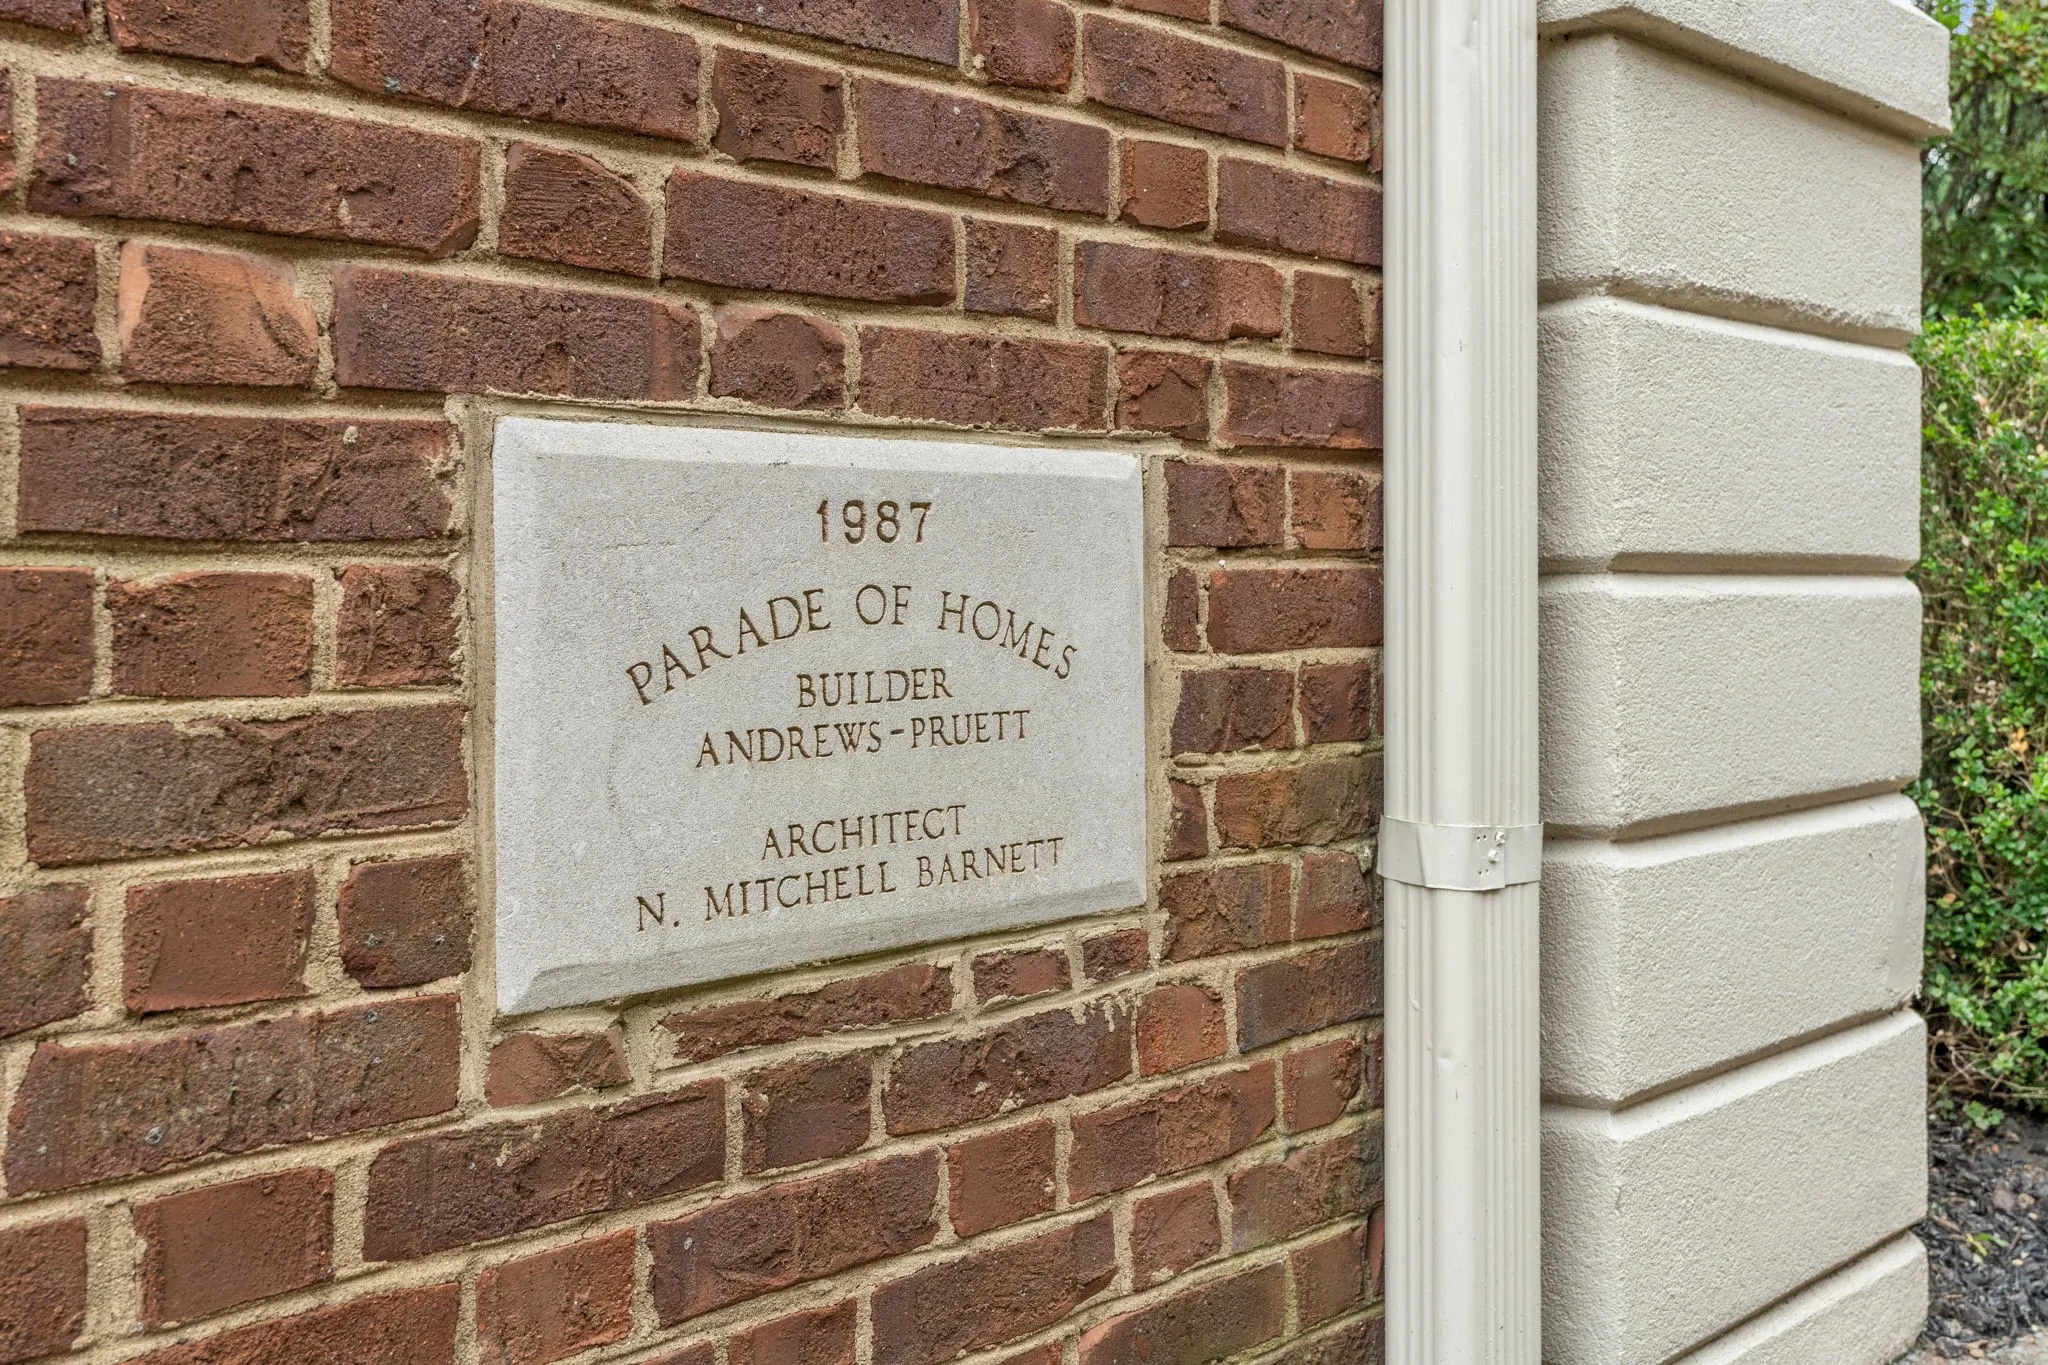 1987
PARADE OF HOMES
BUILDER
ANDREWS-PRUETT
ARCHITECT
N. MITCHELL BARNETT